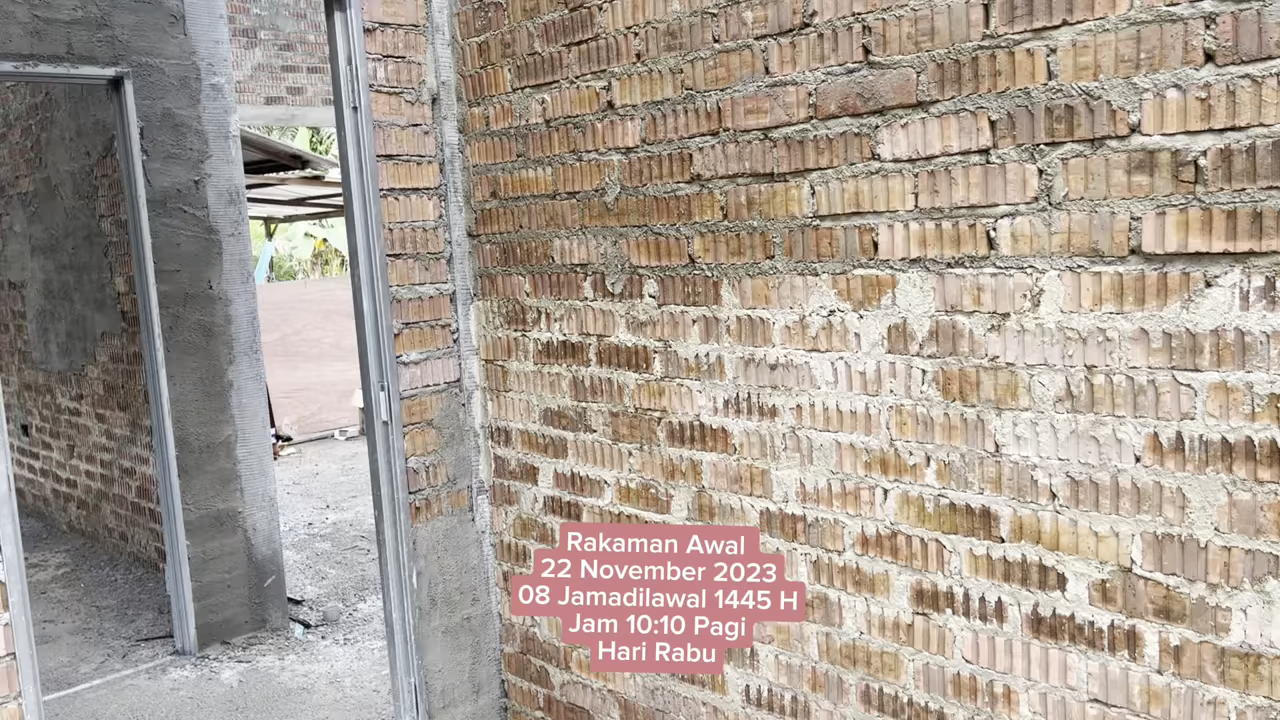 Rakaman Awal
22 November 2023
08 Jamadilawal 1445 H
Jam 10:10 Pagi
Hari Rabu